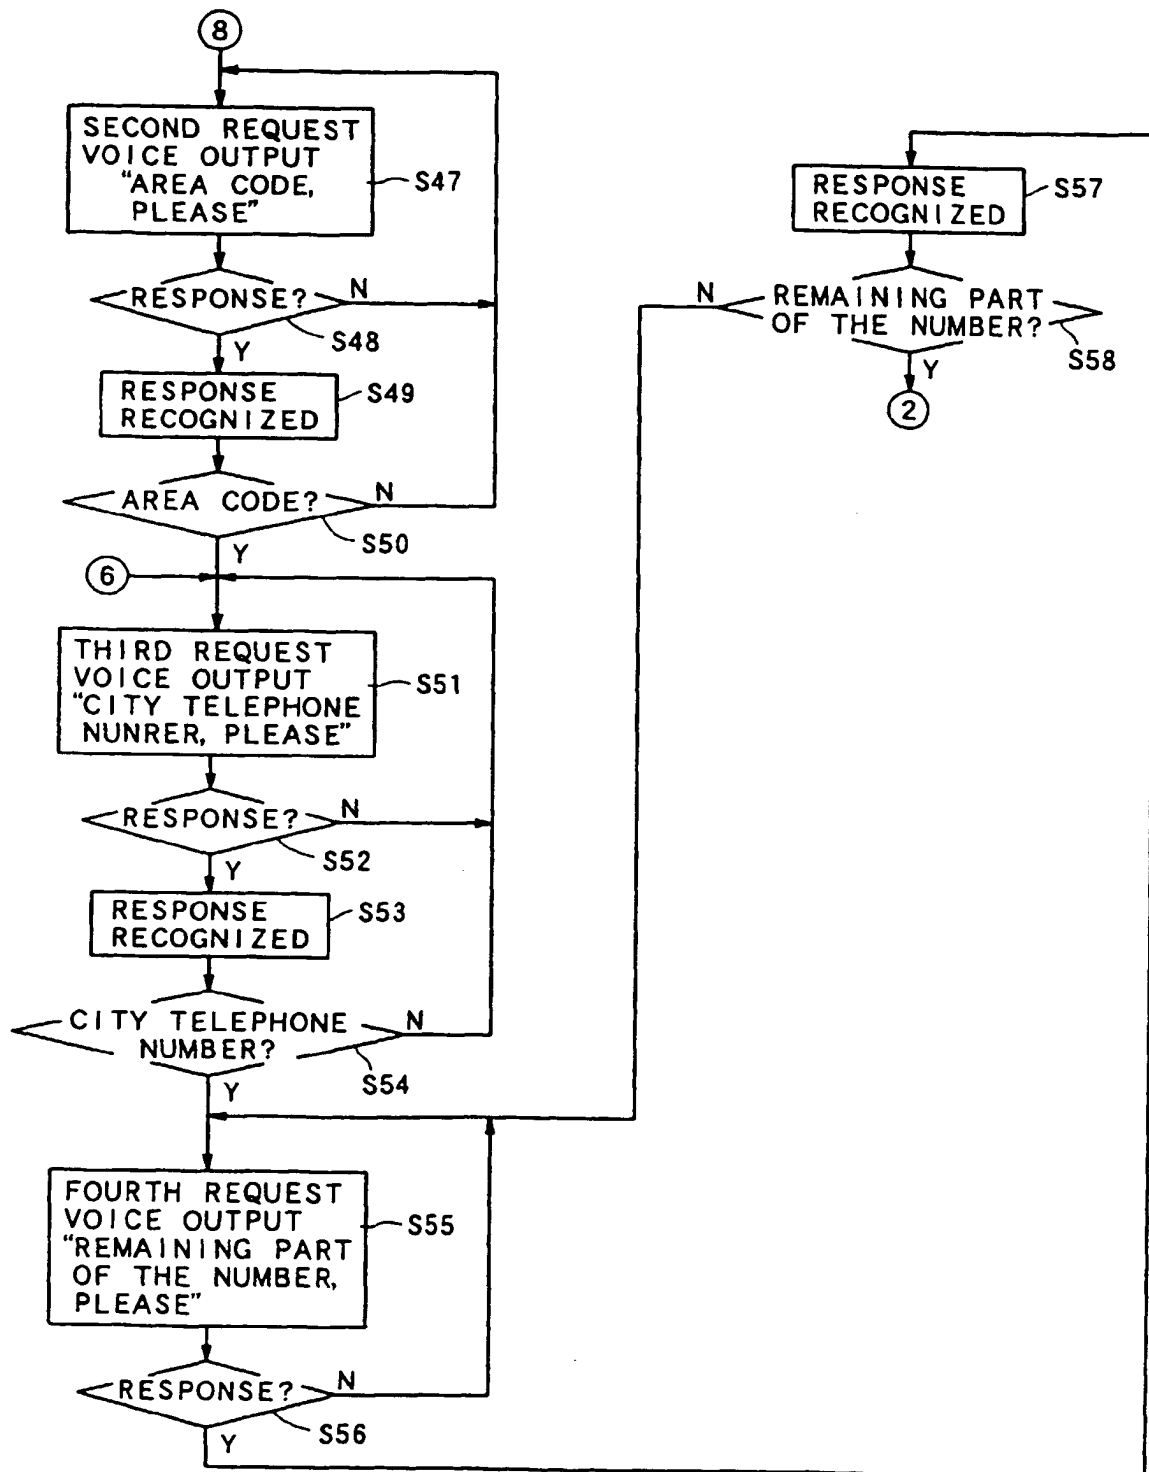 8
SECOND REQUEST
VOICE OUTPUT
"AREA CODE,
PLEASE"
S47
RESPONSE?
N
S48
Y
RESPONSE
RECOGNIZED
S49
AREA CODE?
N
S50
Y
6
THIRD REQUEST
VOICE OUTPUT
"CITY TELEPHONE
NUNRER, PLEASE"
S51
RESPONSE?
N
S52
Y
RESPONSE
RECOGNIZED
S53
CITY TELEPHONE
NUMBER?
N
S54
Y
FOURTH REQUEST
VOICE OUTPUT
"REMAINING PART
OF THE NUMBER,
PLEASE"
S55
RESPONSE?
N
S56
Y
RESPONSE
RECOGNIZED
S57
N
REMAINING PART
OF THE NUMBER?
S58
Y
2